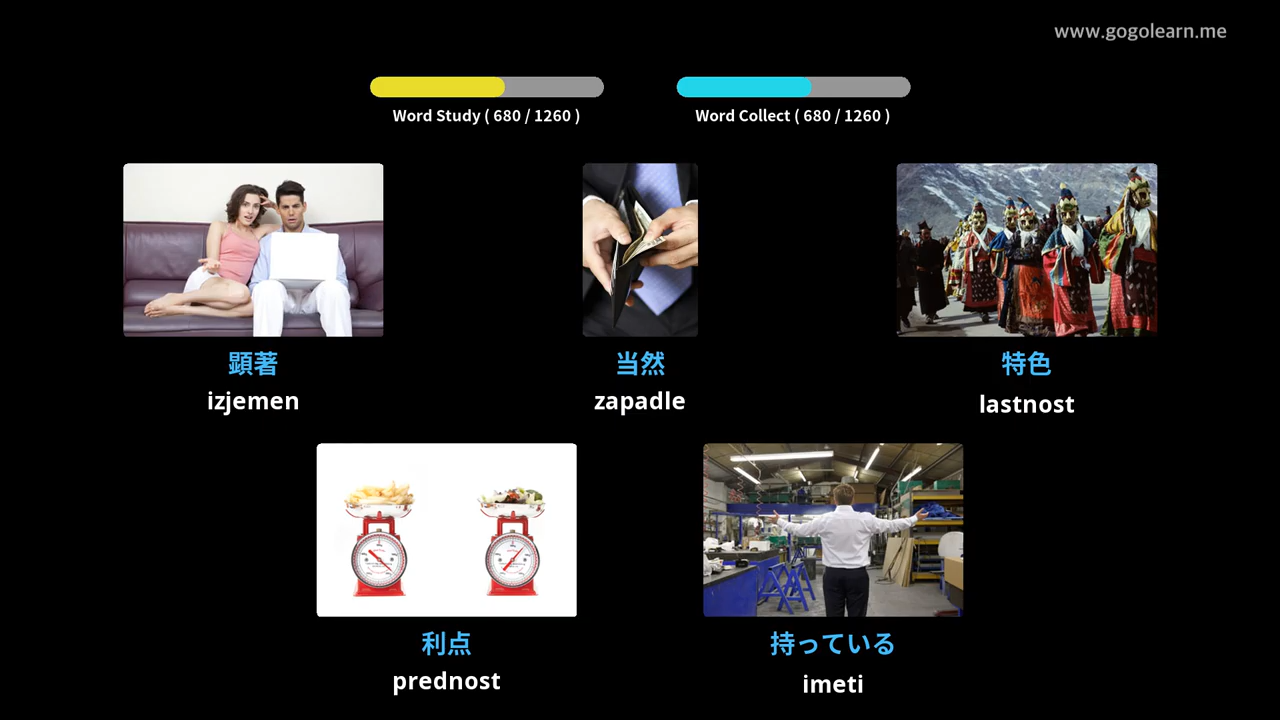 www.gogolearn.me
Word Study ( 680 / 1260 )
Word Collect ( 680 / 1260 )
顕著
izjemen
当然
zapadle
特色
lastnost
利点
prednost
持っている
imeti